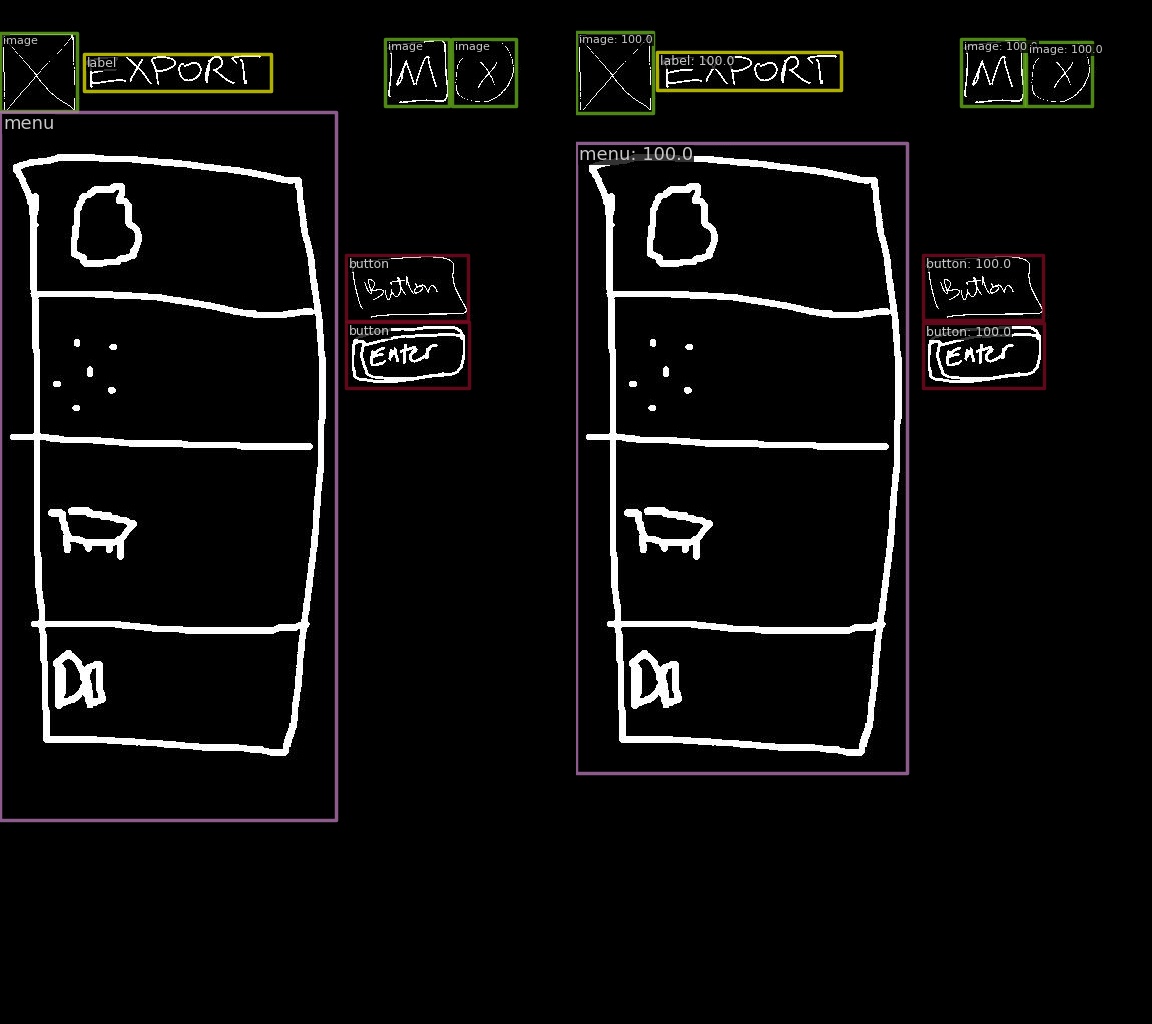 image label EXPORT image M image X image: 100.0 label: 100.0 EXPORT image: 100.0 M image: 100.0 X
menu menu: 100.0
button Button button: 100.0 Button
button Enter button: 100.0 Enter